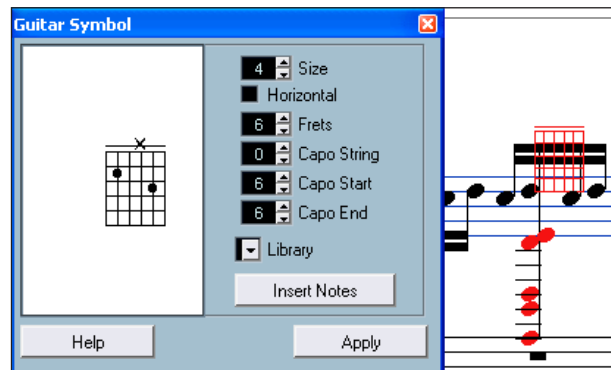 Guitar Symbol
4 Size
Horizontal
6 Frets
0 Capo String
6 Capo Start
6 Capo End
Library
Insert Notes
Help
Apply